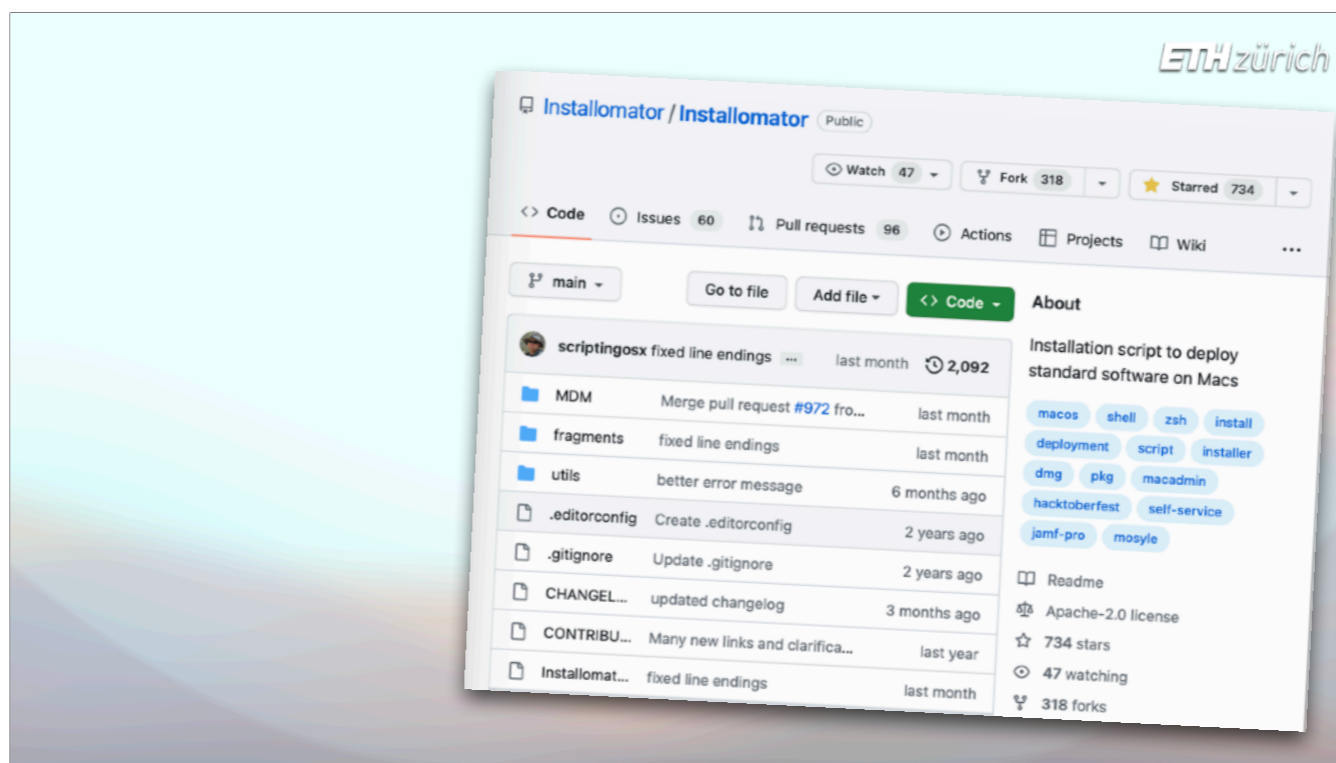 ETH zürich
Installomator / Installomator Public
Watch 47 Fork 318 Starred 734
<> Code Issues 60 Pull requests 96 Actions Projects Wiki ...
main Go to file Add file <> Code
About
Installation script to deploy
standard software on Macs
macos shell zsh install
deployment script installer
dmg pkg macadmin
hacktoberfest self-service
jamf-pro mosyle
Readme
Apache-2.0 license
734 stars
47 watching
318 forks
scriptingosx fixed line endings ... last month 2,092
MDM Merge pull request #972 fro... last month
fragments fixed line endings last month
utils better error message 6 months ago
.editorconfig Create .editorconfig 2 years ago
.gitignore Update .gitignore 2 years ago
CHANGEL... updated changelog 3 months ago
CONTRIBU... Many new links and clarifica... last year
Installomat... fixed line endings last month